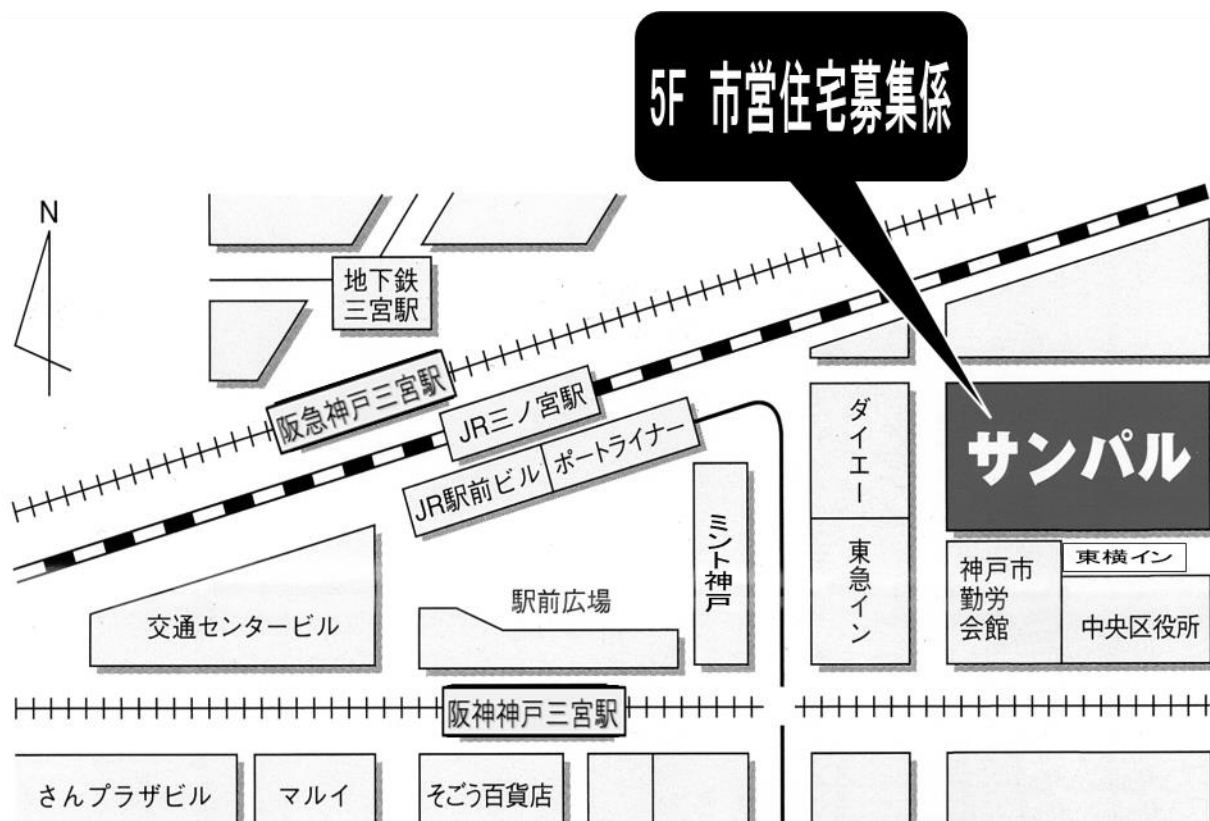 5F 市営住宅募集係
N
地下鉄
三宮駅
阪急神戸三宮駅
JR三ノ宮駅
JR駅前ビル
ポートライナー
ミント神戸
ダイエー
東急イン
サンパル
東横イン
神戸市
勤労
会館
中央区役所
交通センタービル
駅前広場
阪神神戸三宮駅
さんプラザビル
マルイ
そごう百貨店